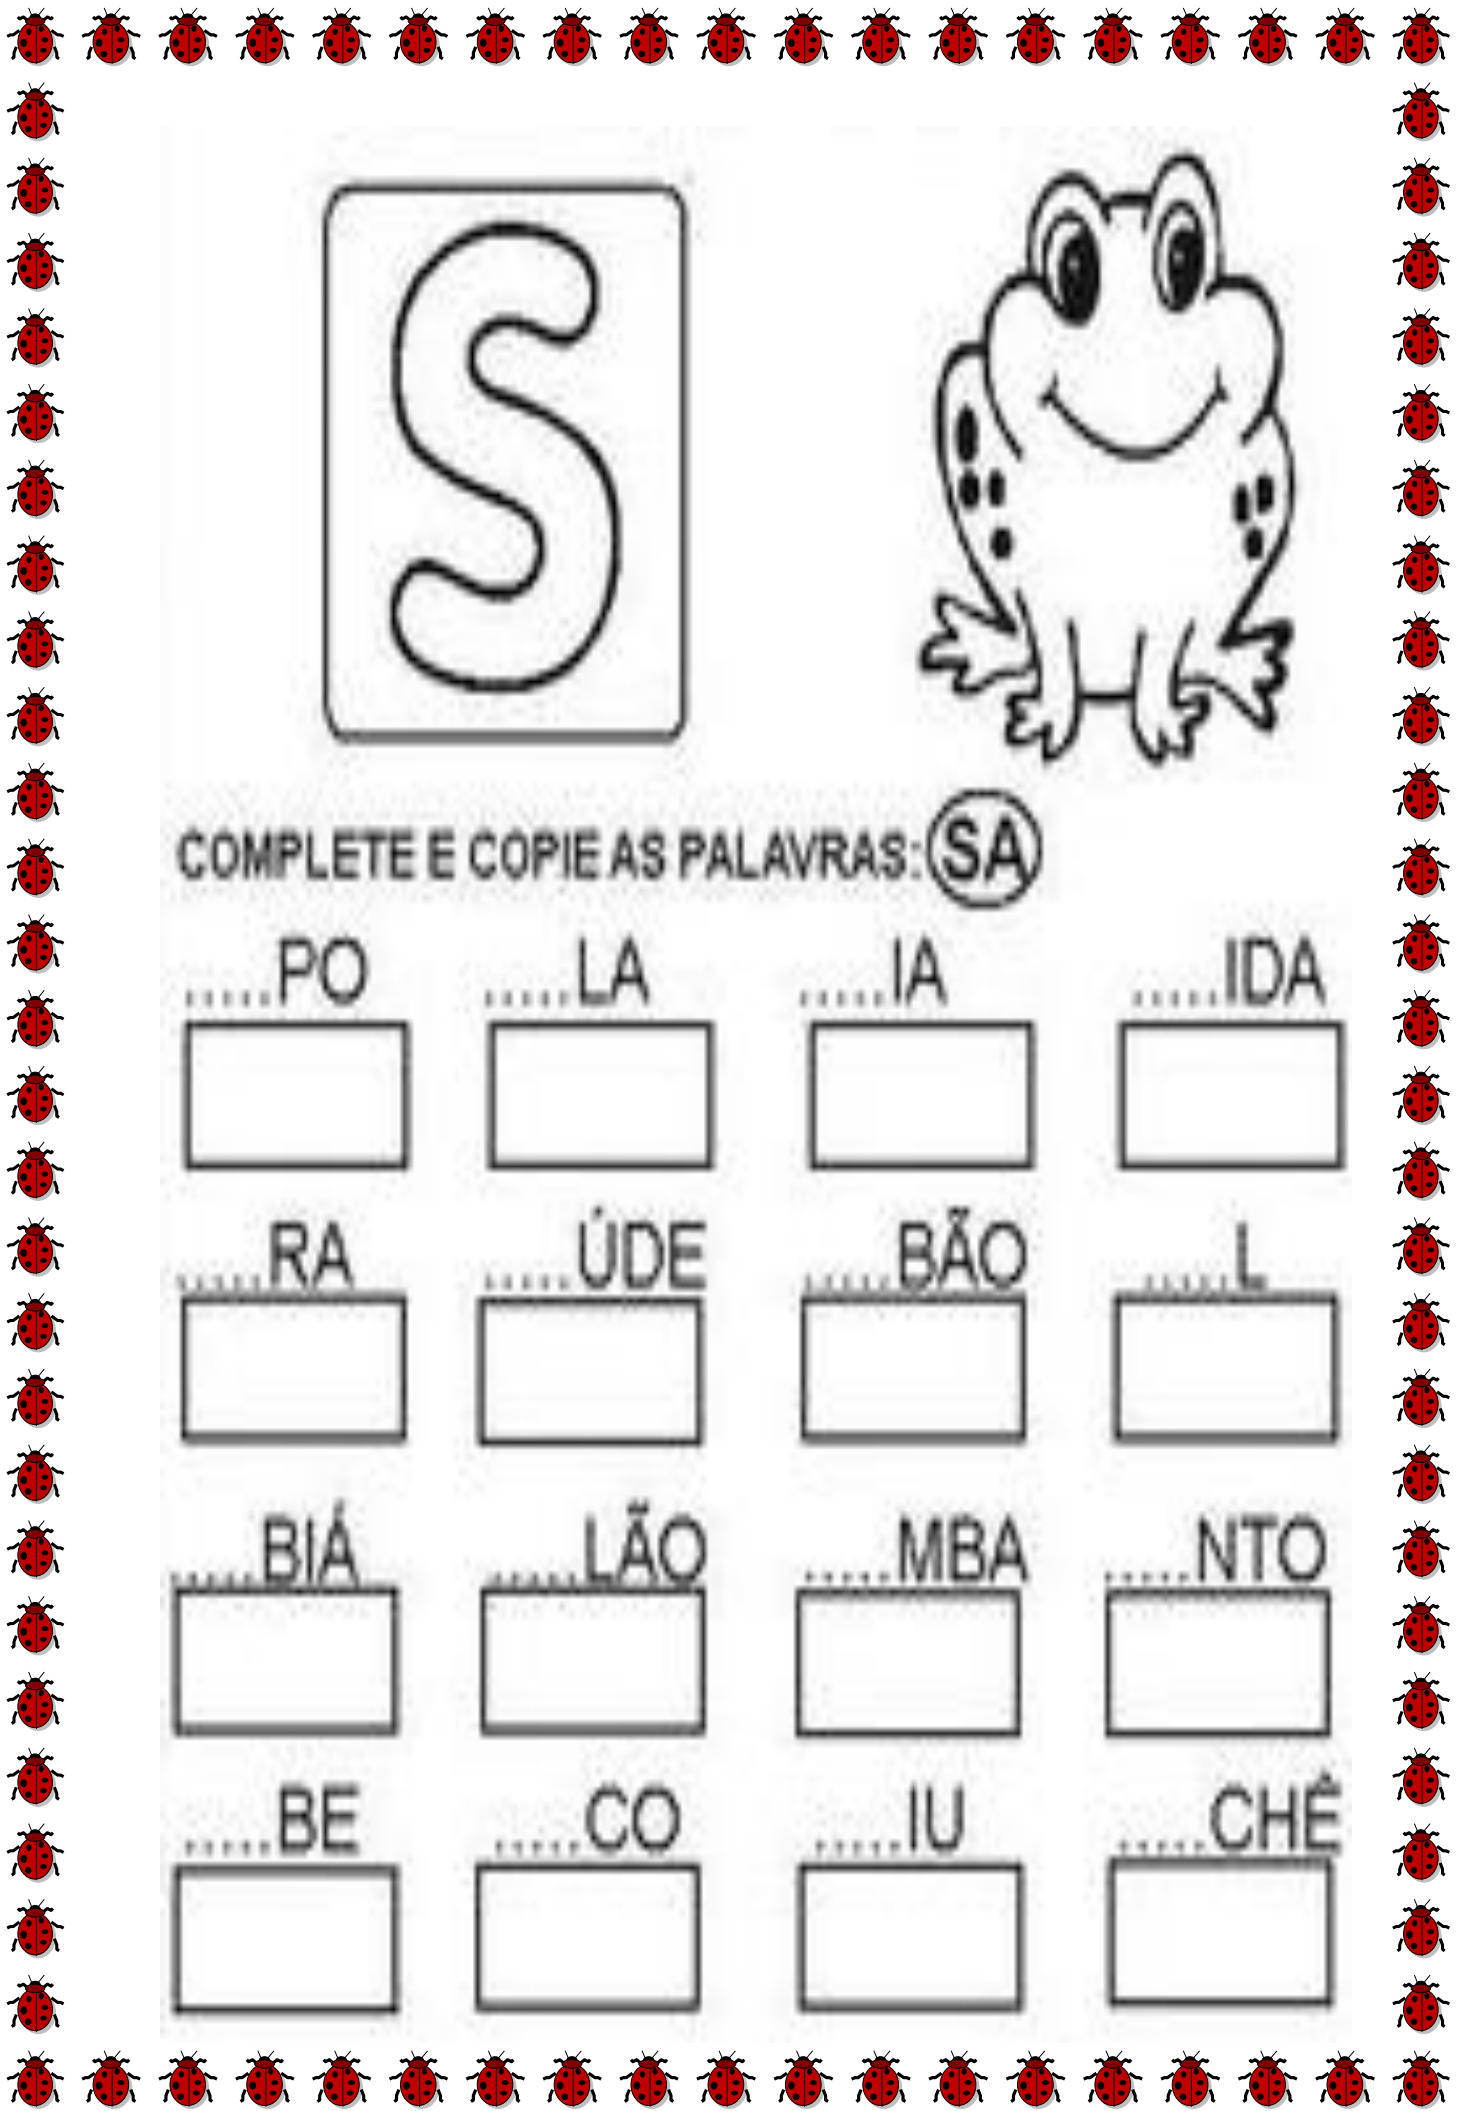 S
COMPLETE E COPIE AS PALAVRAS: SA
.....PO .....LA .....IA .....IDA
.....RA .....ÚDE .....BÃO .....L
.....BIÁ .....LÃO .....MBA .....NTO
.....BE .....CO .....IU .....CHÊ